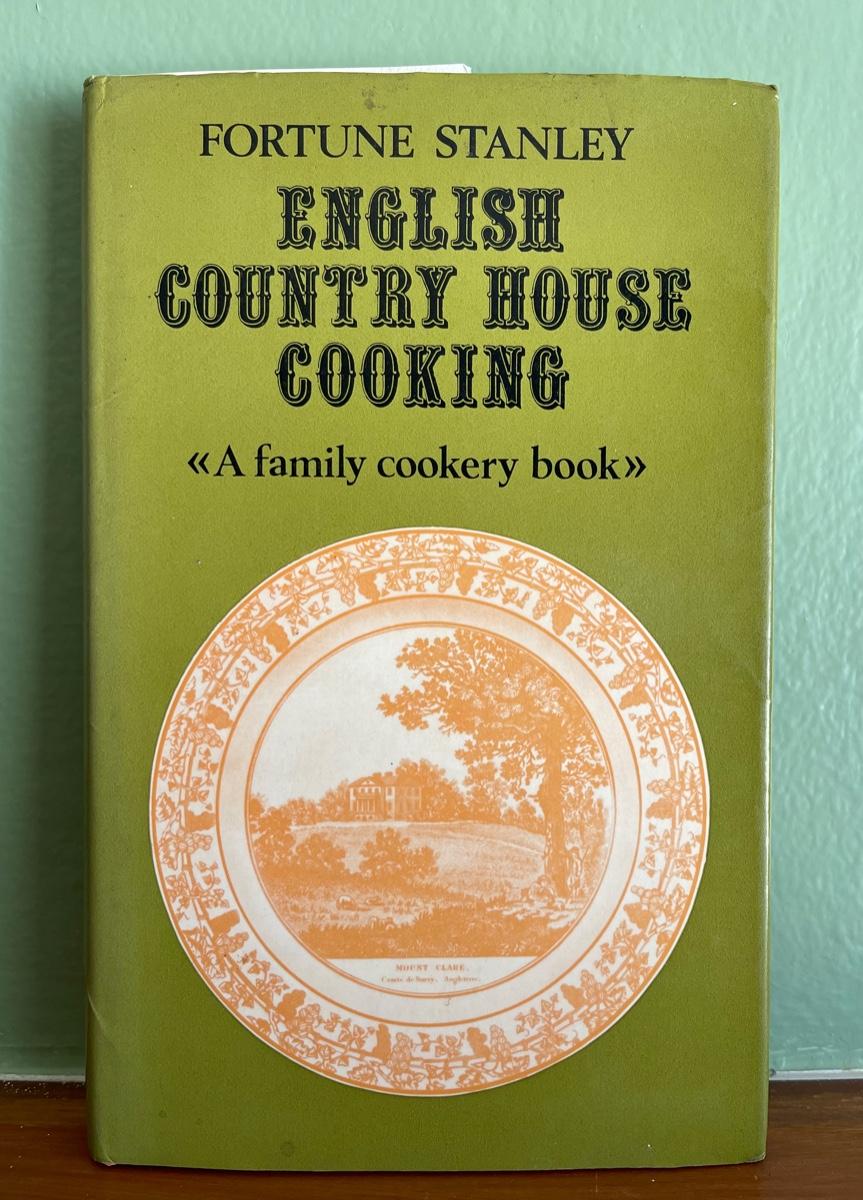 FORTUNE STANLEY
ENGLISH
COUNTRY HOUSE
COOKING
«A family cookery book»
MOUNT CLARE.
Comté de Surry, Angleterre.